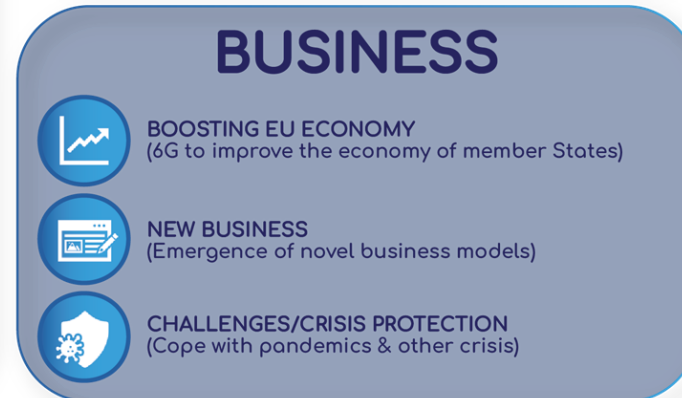 BUSINESS
BOOSTING EU ECONOMY
(6G to improve the economy of member States)
NEW BUSINESS
(Emergence of novel business models)
CHALLENGES/CRISIS PROTECTION
(Cope with pandemics & other crisis)